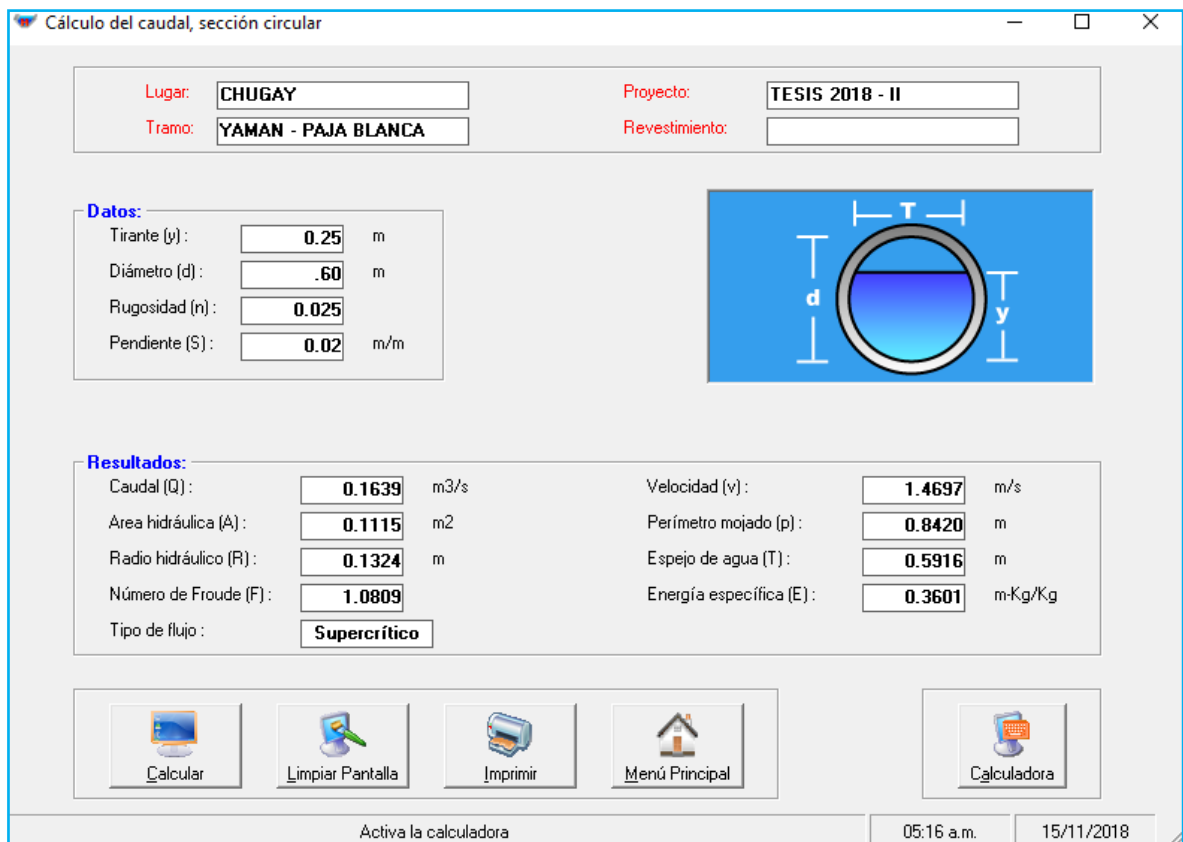 Cálculo del caudal, sección circular
Lugar: CHUGAY Proyecto: TESIS 2018 - II
Tramo: YAMAN - PAJA BLANCA Revestimiento:
Datos:
Tirante (y) : 0.25 m
Diámetro (d) : .60 m
Rugosidad (n) : 0.025
Pendiente (S) : 0.02 m/m
T
d
y
Resultados:
Caudal (Q) : 0.1639 m3/s Velocidad (v) : 1.4697 m/s
Area hidráulica (A) : 0.1115 m2 Perímetro mojado (p) : 0.8420 m
Radio hidráulico (R) : 0.1324 m Espejo de agua (T) : 0.5916 m
Número de Froude (F) : 1.0809 Energía específica (E) : 0.3601 m-Kg/Kg
Tipo de flujo : Supercrítico
Calcular Limpiar Pantalla Imprimir Menú Principal Calculadora
Activa la calculadora 05:16 a.m. 15/11/2018